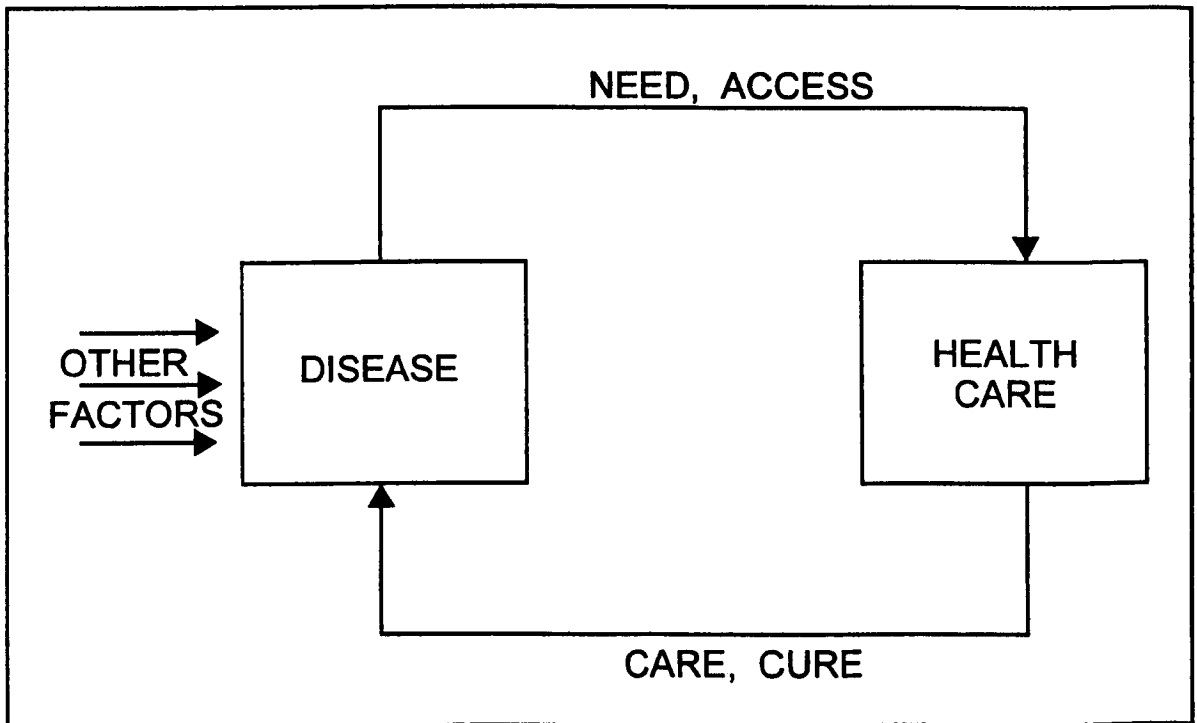 NEED, ACCESS
OTHER
FACTORS
DISEASE
HEALTH
CARE
CARE, CURE